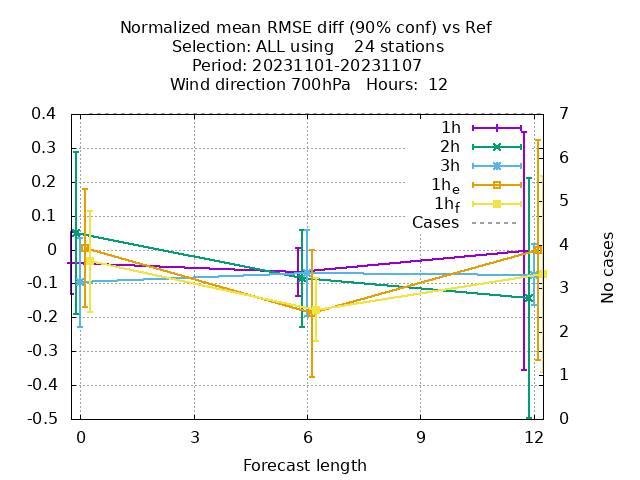 Normalized mean RMSE diff (90% conf) vs Ref
Selection: ALL using    24 stations
Period: 20231101-20231107
Wind direction 700hPa   Hours:  12
0.4
0.3
0.2
0.1
0
-0.1
-0.2
-0.3
-0.4
-0.5
7
6
5
4
3
2
1
0
1h
2h
3h
1he
1hf
Cases
No cases
0 3 6 9 12
Forecast length